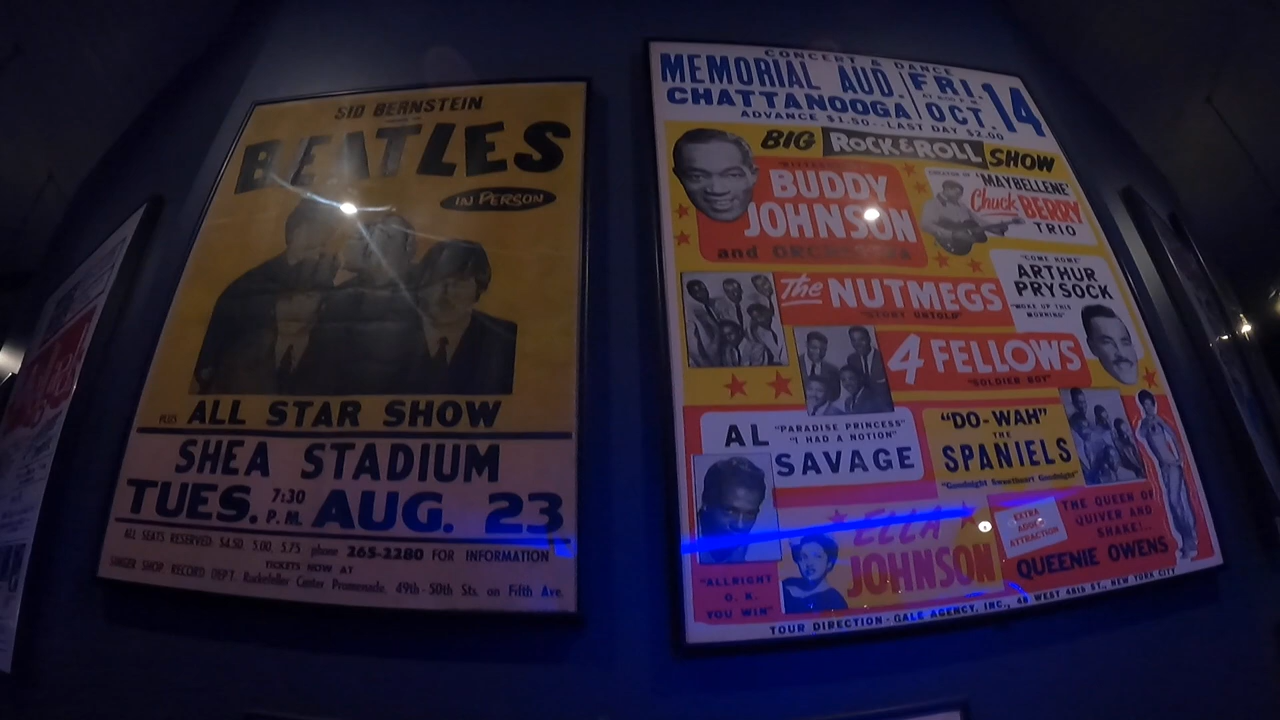 SID BERNSTEIN
BEATLES
IN PERSON
PLUS ALL STAR SHOW
SHEA STADIUM
TUES. 7:30 P.M. AUG. 23
ALL SEATS RESERVED: $4.50, 5.00, 5.75 phone 265-2280 FOR INFORMATION
TICKETS NOW AT
SINGER SHOP, RECORD DEPT. Rockefeller Center Promenade, 49th-50th Sts. on Fifth Ave.
CONCERT & DANCE
MEMORIAL AUD.
CHATTANOOGA
FRI.
OCT. 14
ADVANCE $1.50 - LAST DAY $2.00
BIG ROCK & ROLL SHOW
BUDDY
JOHNSON
and ORCHESTRA
"MAYBELLENE"
Chuck BERRY
TRIO
The NUTMEGS
"STORY UNTOLD"
"COME HOME"
ARTHUR
PRYSOCK
"WOKE UP THIS
MORNING"
4 FELLOWS
"SOLDIER BOY"
AL
SAVAGE
"PARADISE PRINCESS"
"I HAD A NOTION"
"DO-WAH"
THE
SPANIELS
"Goodnight Sweetheart Goodnight"
"ALLRIGHT
O. K.
YOU WIN"
ELLA
JOHNSON
EXTRA
ADDED
ATTRACTION
THE QUEEN OF
QUIVER AND
SHAKE!..
QUEENIE OWENS
TOUR DIRECTION - GALE AGENCY, INC., 48 WEST 48th ST., NEW YORK CITY